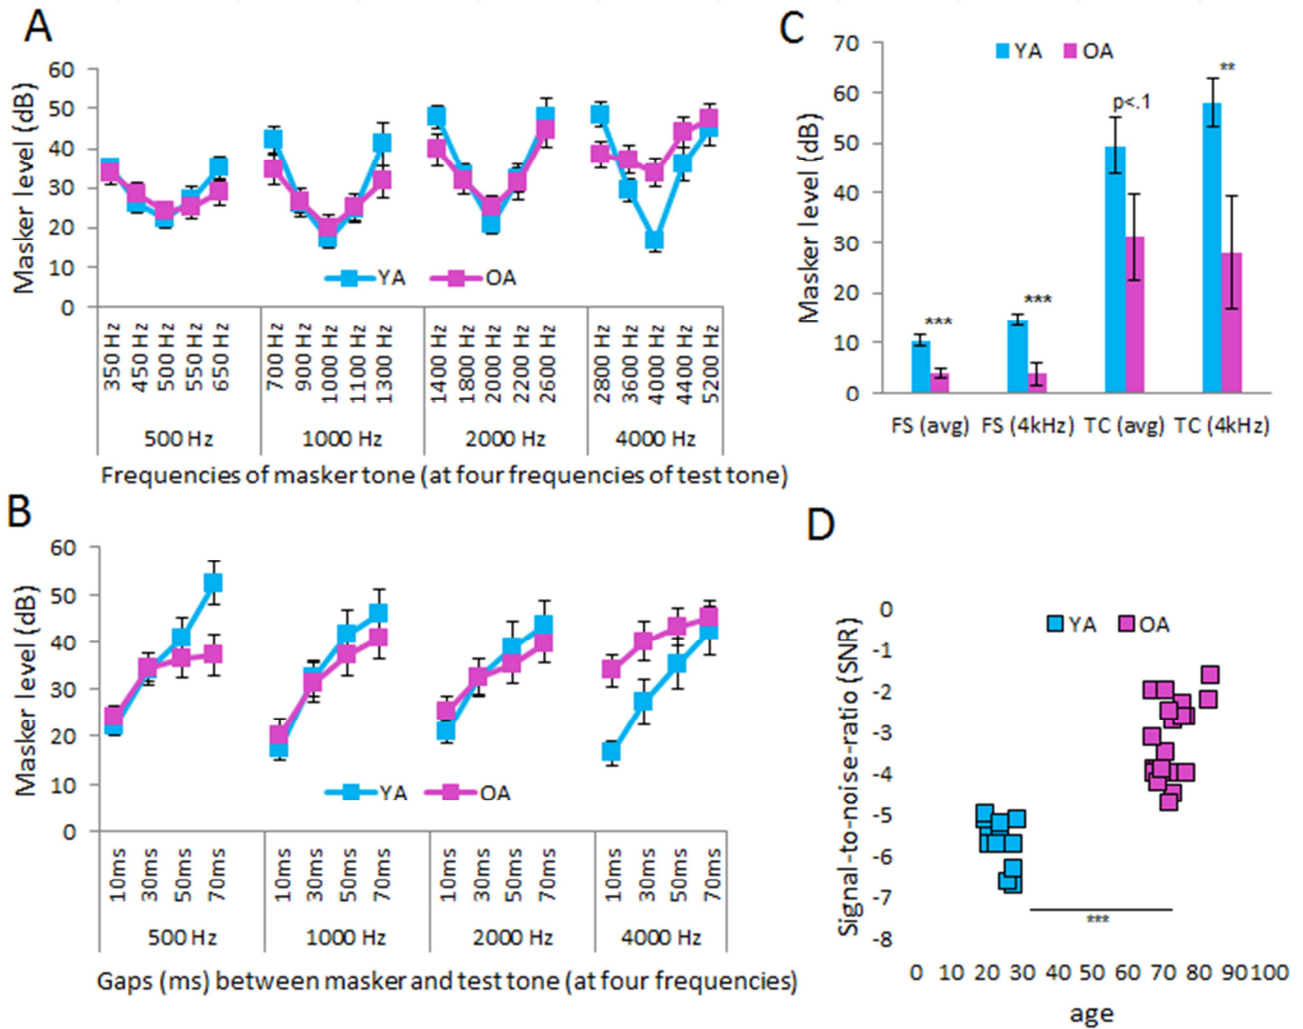 A
Masker level (dB)
60
50
40
30
20
10
0
YA
OA
350 Hz
450 Hz
500 Hz
550 Hz
650 Hz
700 Hz
900 Hz
1000 Hz
1100 Hz
1300 Hz
1400 Hz
1800 Hz
2000 Hz
2200 Hz
2600 Hz
2800 Hz
3600 Hz
4000 Hz
4400 Hz
5200 Hz
500 Hz
1000 Hz
2000 Hz
4000 Hz
Frequencies of masker tone (at four frequencies of test tone)
B
Masker level (dB)
60
50
40
30
20
10
0
YA
OA
10ms
30ms
50ms
70ms
10ms
30ms
50ms
70ms
10ms
30ms
50ms
70ms
10ms
30ms
50ms
70ms
500 Hz
1000 Hz
2000 Hz
4000 Hz
Gaps (ms) between masker and test tone (at four frequencies)
C
Masker level (dB)
70
60
50
40
30
20
10
0
YA
OA
***
***
p<.1
**
FS (avg)
FS (4kHz)
TC (avg)
TC (4kHz)
D
Signal-to-noise-ratio (SNR)
0
-1
-2
-3
-4
-5
-6
-7
-8
YA
OA
***
0 10 20 30 40 50 60 70 80 90 100
age